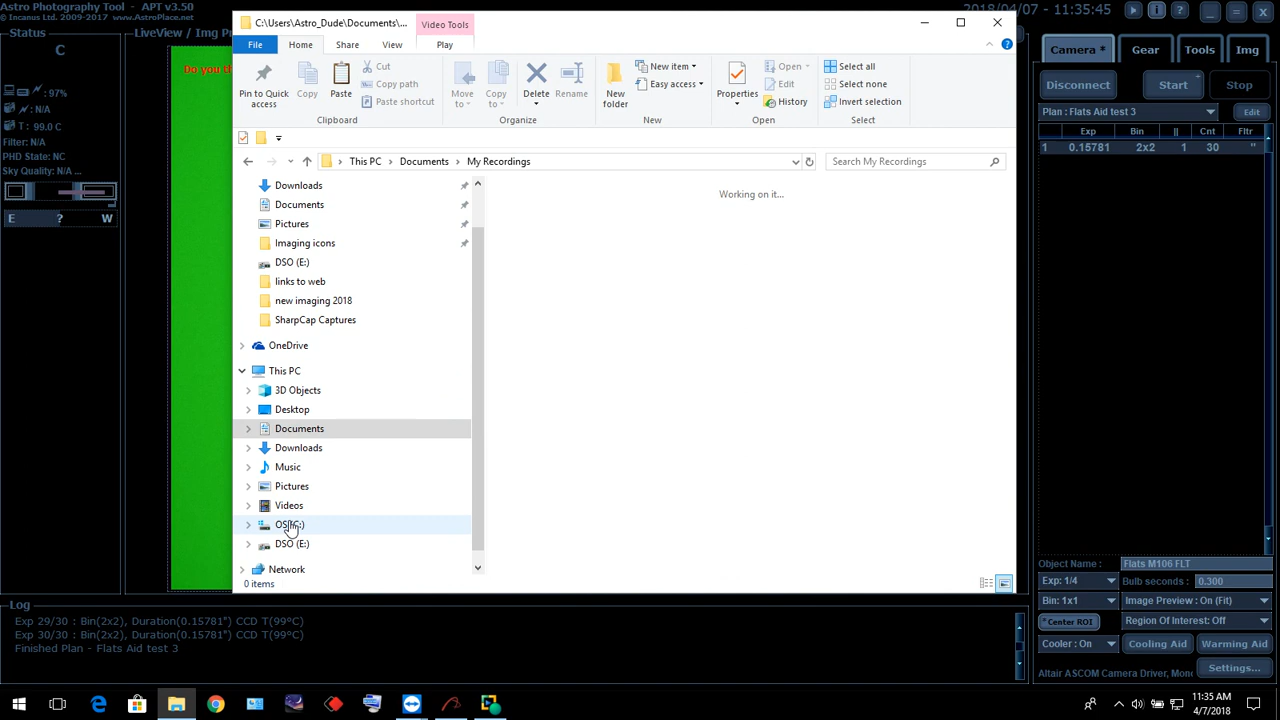 Astro Photography Tool - APT v3.50
© Incanus Ltd. 2009-2017 www.AstroPlace.net
2018/04/07 - 11:35:45
Status
C
: 97%
: N/A
T : 99.0 C
Filter: N/A
PHD State: NC
Sky Quality: N/A ...
E ? W
LiveView / Img Pr
Do you
C:\Users\Astro_Dude\Documents\...
Video Tools
File Home Share View Play
Pin to Quick access
Copy
Paste
Cut
Copy path
Paste shortcut
Clipboard
Move to
Copy to
Delete
Rename
Organize
New folder
New item
Easy access
New
Properties
Open
Edit
History
Open
Select all
Select none
Invert selection
Select
This PC Documents My Recordings
Search My Recordings
Downloads
Documents
Pictures
Imaging icons
DSO (E:)
links to web
new imaging 2018
SharpCap Captures
OneDrive
This PC
3D Objects
Desktop
Documents
Downloads
Music
Pictures
Videos
OS (C:)
DSO (E:)
Network
0 items
Working on it...
Camera * Gear Tools Img
Disconnect Start + Stop
Plan : Flats Aid test 3 Edit
Exp Bin || Cnt Fltr
1 0.15781 2x2 1 30 "
Object Name : Flats M106 FLT
Exp: 1/4 Bulb seconds : 0.300
Bin: 1x1 Image Preview : On (Fit)
*Center ROI Region Of Interest: Off
Cooler : On Cooling Aid Warming Aid
Altair ASCOM Camera Driver, Mono Settings...
Log
Exp 29/30 : Bin(2x2), Duration(0.15781") CCD T(99°C)
Exp 30/30 : Bin(2x2), Duration(0.15781") CCD T(99°C)
Finished Plan - Flats Aid test 3
11:35 AM
4/7/2018